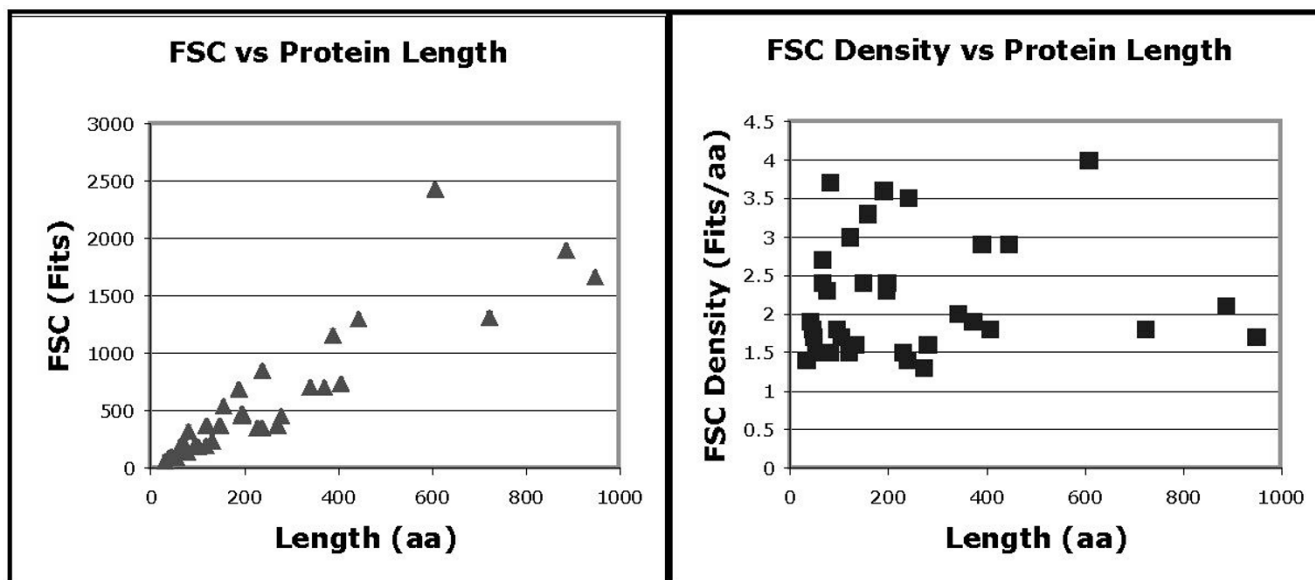 FSC vs Protein Length
FSC (Fits)
3000
2500
2000
1500
1000
500
0
0 200 400 600 800 1000
Length (aa)
FSC Density vs Protein Length
FSC Density (Fits/aa)
4.5
4
3.5
3
2.5
2
1.5
1
0.5
0
0 200 400 600 800 1000
Length (aa)